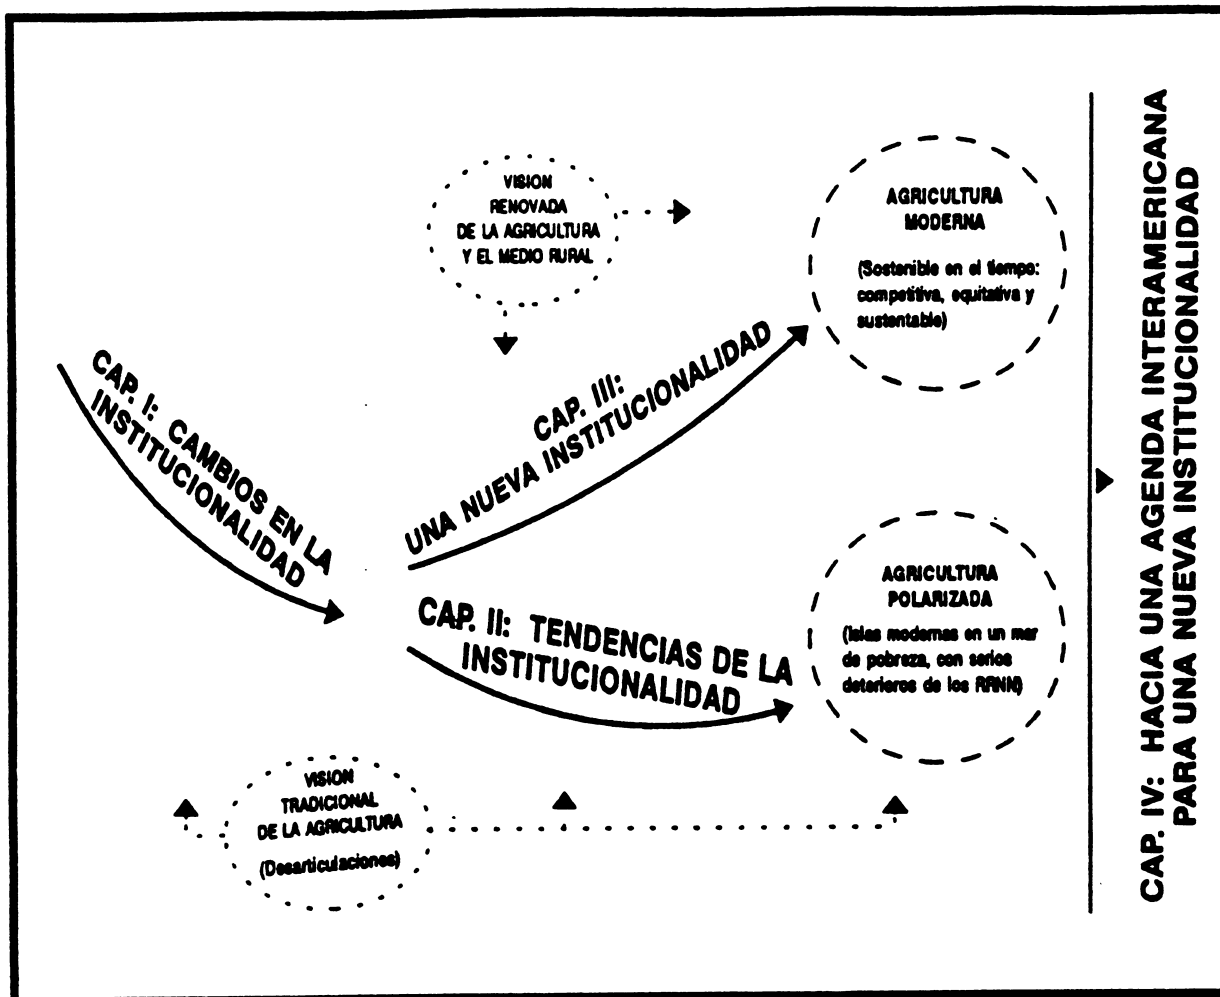 CAP. I: CAMBIOS EN LA
INSTITUCIONALIDAD
VISION
RENOVADA
DE LA AGRICULTURA
Y EL MEDIO RURAL
CAP. III:
UNA NUEVA INSTITUCIONALIDAD
AGRICULTURA
MODERNA
(Sostenible en el tiempo:
competitiva, equitativa y
sustentable)
CAP. II: TENDENCIAS DE LA
INSTITUCIONALIDAD
AGRICULTURA
POLARIZADA
(Islas modernas en un mar
de pobreza, con serios
deterioros de los RRNN)
VISION
TRADICIONAL
DE LA AGRICULTURA
(Desarticulaciones)
CAP. IV: HACIA UNA AGENDA INTERAMERICANA
PARA UNA NUEVA INSTITUCIONALIDAD